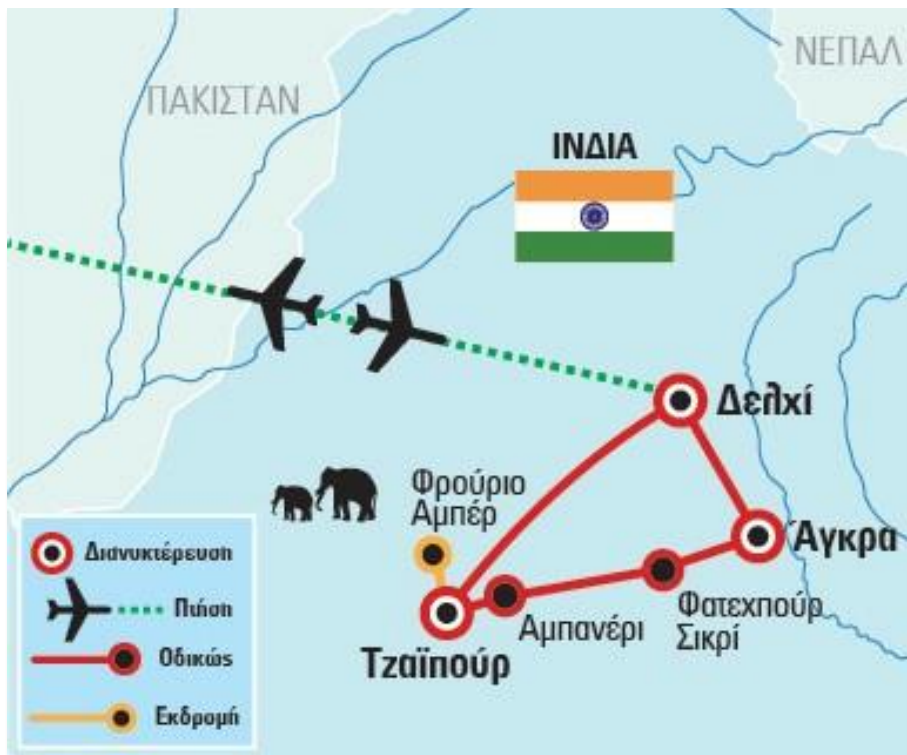 ΝΕΠΑΛ
ΠΑΚΙΣΤΑΝ
ΙΝΔΙΑ
Δελχί
Φρούριο
Αμπέρ
Άγκρα
Φατεχπούρ
Σικρί
Αμπανέρι
Τζαϊπούρ
Διανυκτέρευση
Πτήση
Οδικώς
Εκδρομή